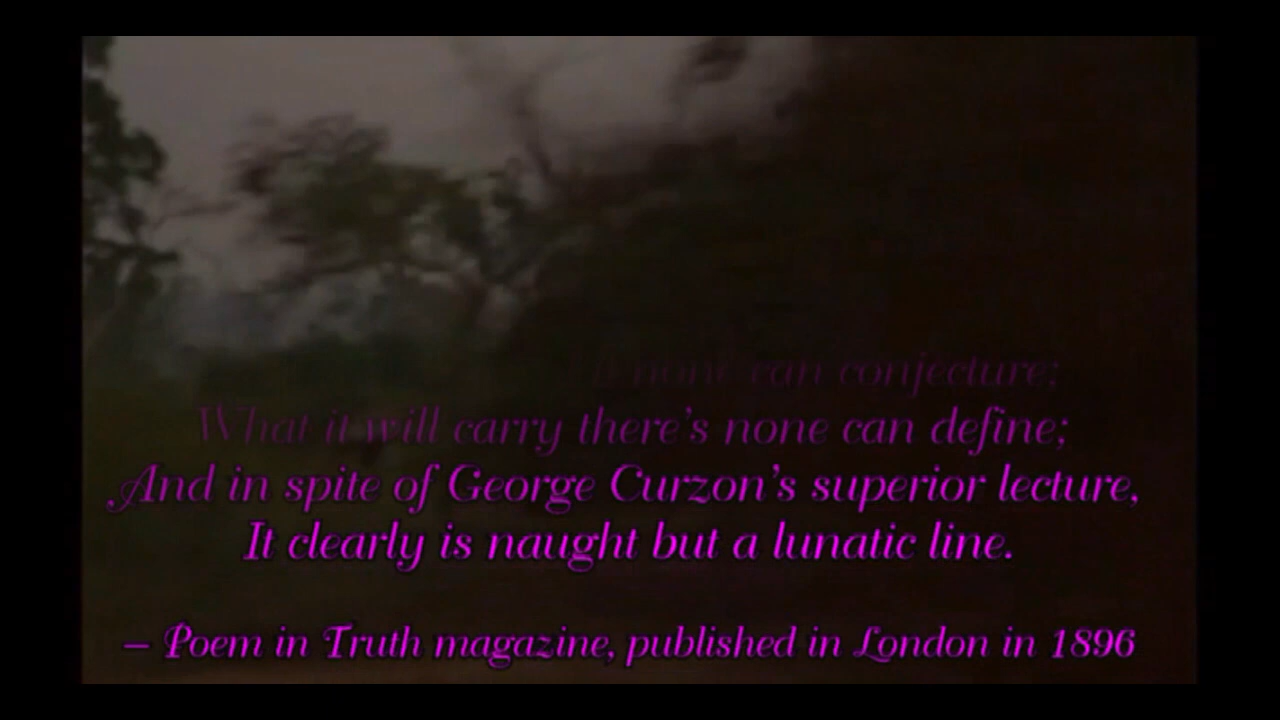 none can conjecture;
What it will carry there's none can define;
And in spite of George Curzon's superior lecture,
It clearly is naught but a lunatic line.
– Poem in Truth magazine, published in London in 1896